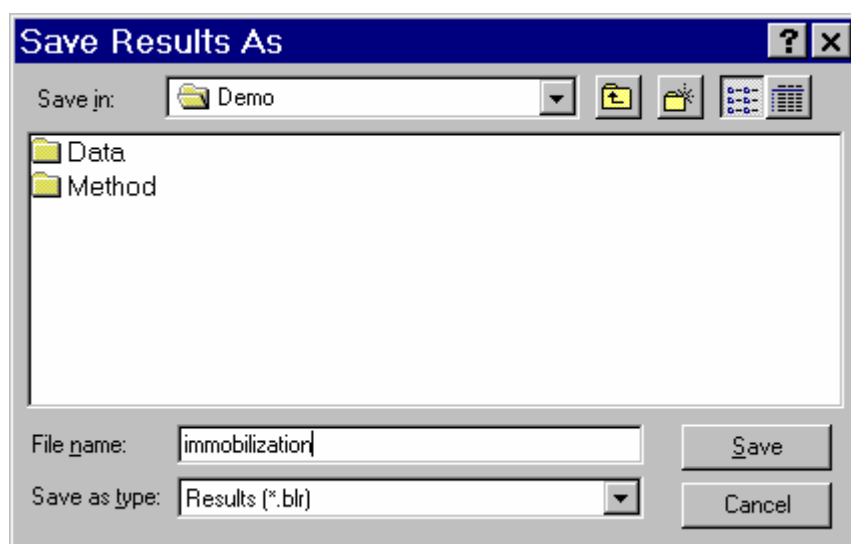 Save Results As
Save in: Demo
Data
Method
File name: immobilization Save
Save as type: Results (*.blr) Cancel